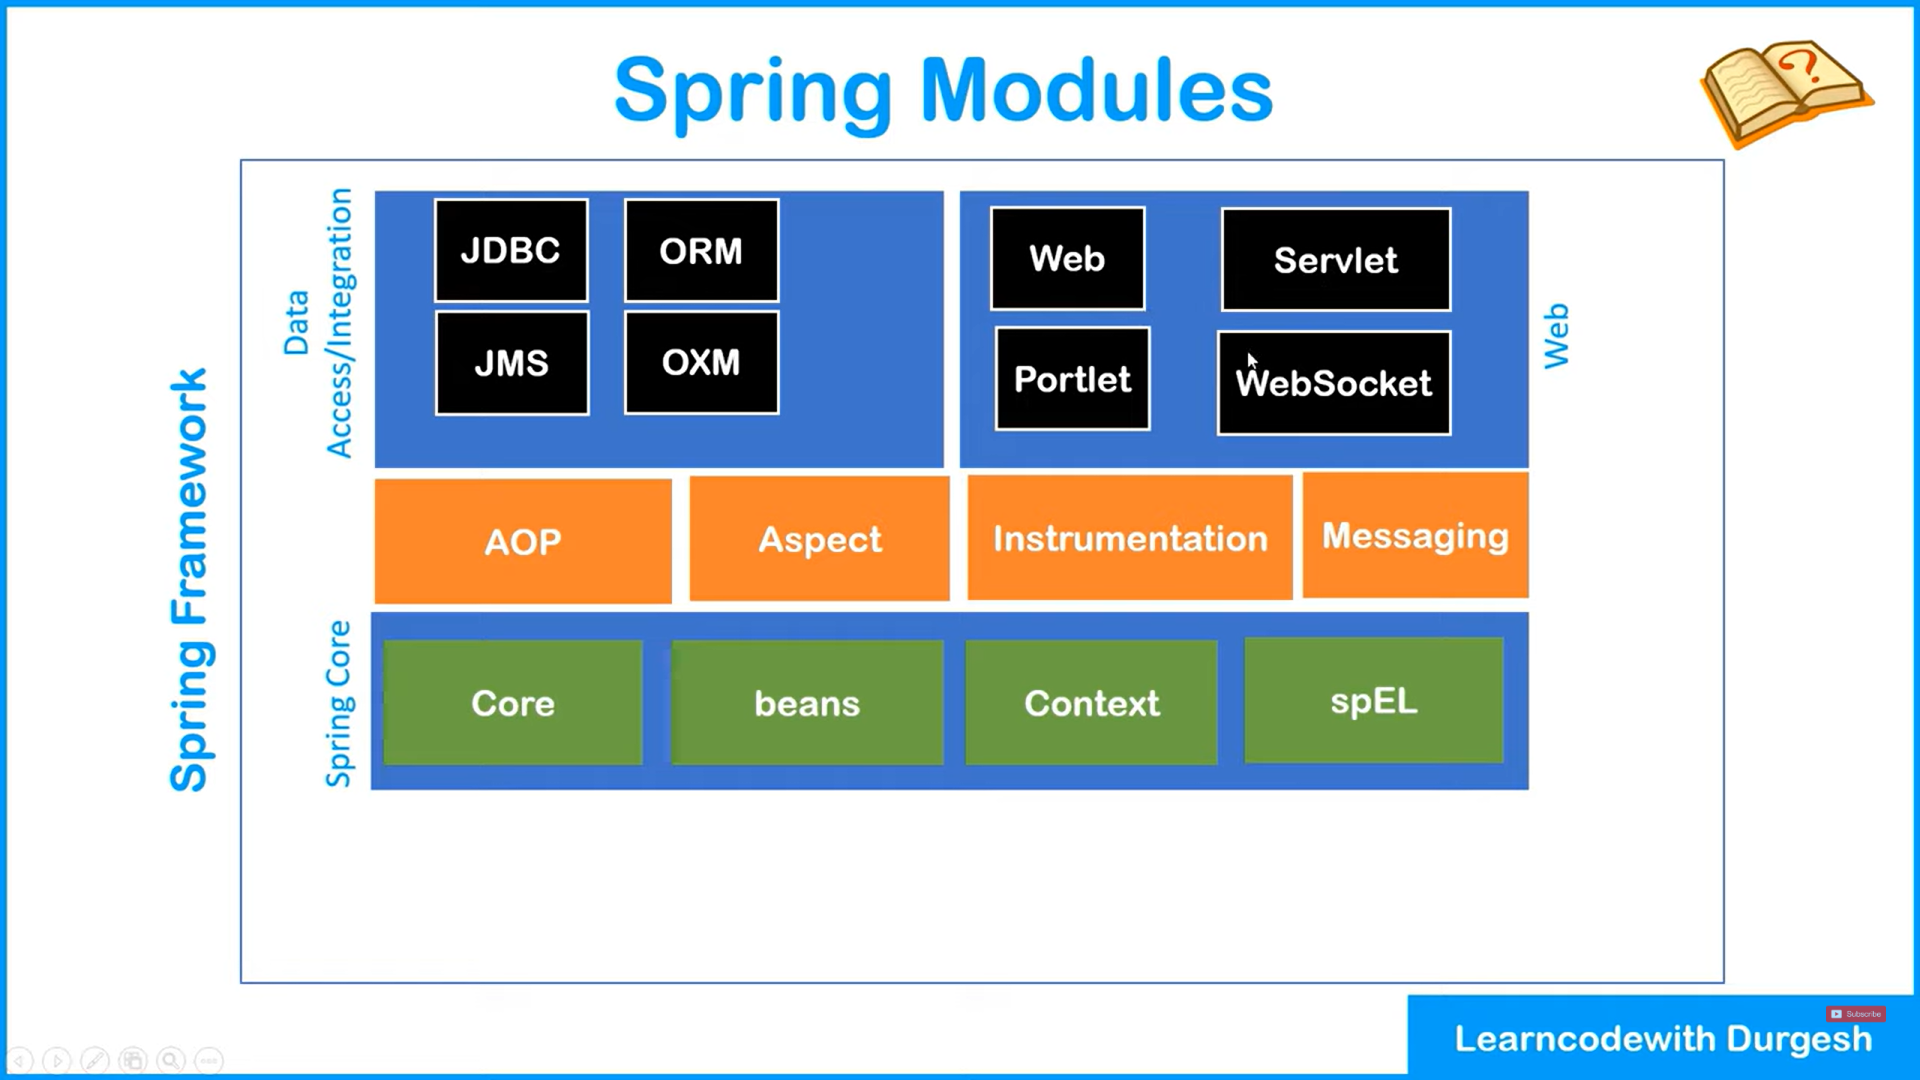 Spring Modules
Spring Framework
Data
Access/Integration
JDBC
ORM
JMS
OXM
Web
Servlet
Portlet
WebSocket
Web
AOP
Aspect
Instrumentation
Messaging
Spring Core
Core
beans
Context
spEL
Subscribe
Learncodewith Durgesh